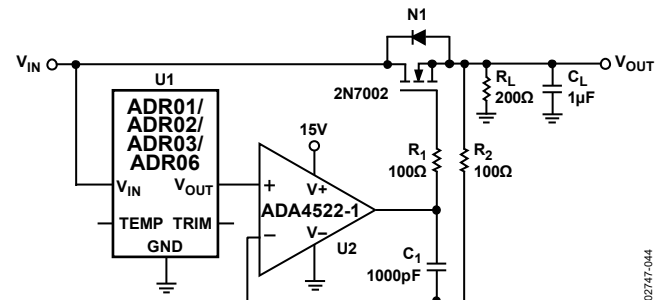 N1
VIN
VOUT
U1
ADR01/
ADR02/
ADR03/
ADR06
VIN
VOUT
TEMP
TRIM
GND
2N7002
RL
200Ω
CL
1µF
15V
R1
100Ω
R2
100Ω
+
V+
ADA4522-1
−
V−
U2
C1
1000pF
02747-044